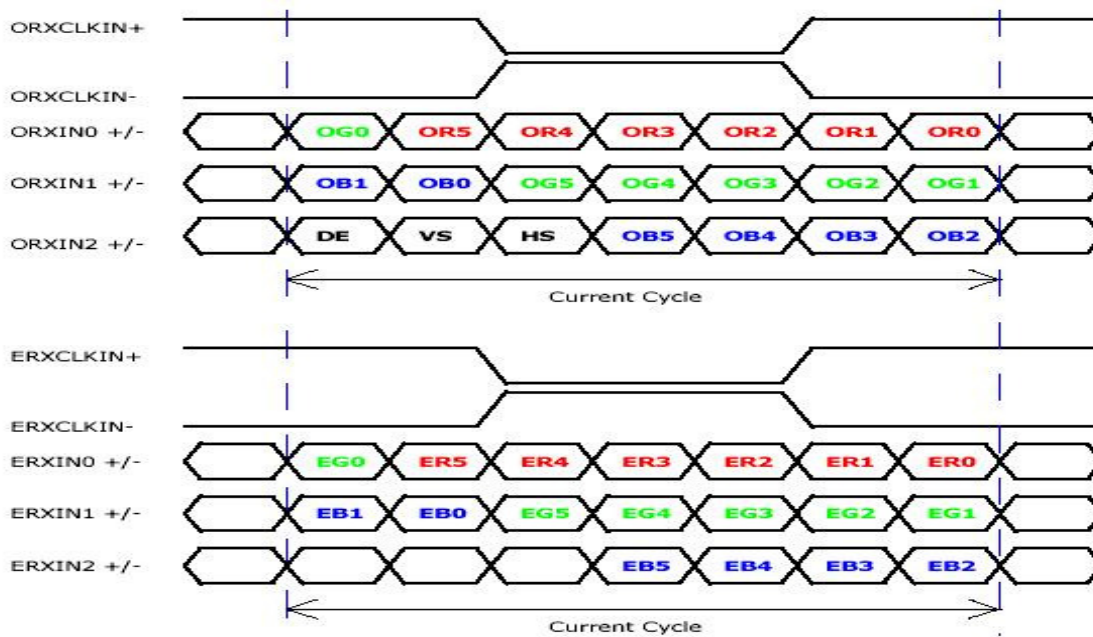 ORXCLKIN+
ORXCLKIN-
ORXIN0 +/- OG0 OR5 OR4 OR3 OR2 OR1 OR0
ORXIN1 +/- OB1 OB0 OG5 OG4 OG3 OG2 OG1
ORXIN2 +/- DE VS HS OB5 OB4 OB3 OB2
Current Cycle
ERXCLKIN+
ERXCLKIN-
ERXIN0 +/- EG0 ER5 ER4 ER3 ER2 ER1 ER0
ERXIN1 +/- EB1 EB0 EG5 EG4 EG3 EG2 EG1
ERXIN2 +/- EB5 EB4 EB3 EB2
Current Cycle